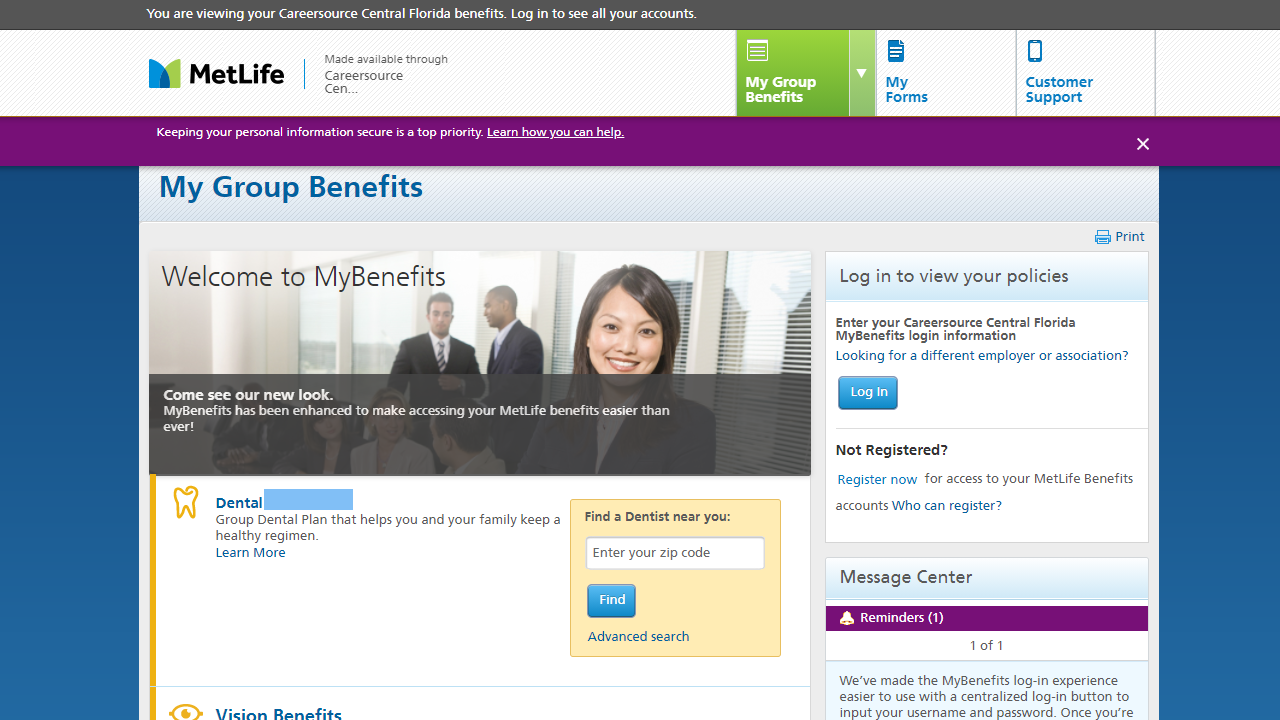 You are viewing your Careersource Central Florida benefits. Log in to see all your accounts.
MetLife
Made available through
Careersource
Cen...
My Group
Benefits
My
Forms
Customer
Support
Keeping your personal information secure is a top priority. Learn how you can help.
My Group Benefits
Print
Welcome to MyBenefits
Come see our new look.
MyBenefits has been enhanced to make accessing your MetLife benefits easier than
ever!
Dental
Group Dental Plan that helps you and your family keep a
healthy regimen.
Learn More
Find a Dentist near you:
Enter your zip code
Find
Advanced search
Vision Benefits
Log in to view your policies
Enter your Careersource Central Florida
MyBenefits login information
Looking for a different employer or association?
Log In
Not Registered?
Register now for access to your MetLife Benefits
accounts Who can register?
Message Center
Reminders (1)
1 of 1
We've made the MyBenefits log-in experience
easier to use with a centralized log-in button to
input your username and password. Once you're